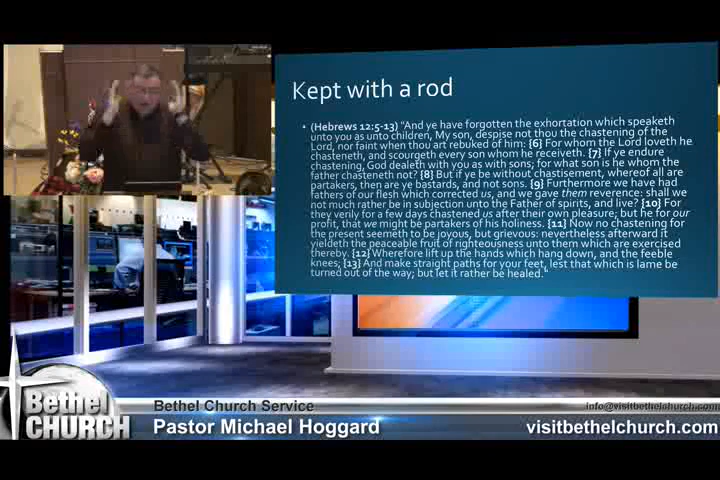 Kept with a rod
• (Hebrews 12:5-13) "And ye have forgotten the exhortation which speaketh
unto you as unto children, My son, despise not thou the chastening of the
Lord, nor faint when thou art rebuked of him: {6} For whom the Lord loveth he
chasteneth, and scourgeth every son whom he receiveth. {7} If ye endure
chastening, God dealeth with you as with sons; for what son is he whom the
father chasteneth not? {8} But if ye be without chastisement, whereof all are
partakers, then are ye bastards, and not sons. {9} Furthermore we have had
fathers of our flesh which corrected us, and we gave them reverence: shall we
not much rather be in subjection unto the Father of spirits, and live? {10} For
they verily for a few days chastened us after their own pleasure; but he for our
profit, that we might be partakers of his holiness. {11} Now no chastening for
the present seemeth to be joyous, but grievous: nevertheless afterward it
yieldeth the peaceable fruit of righteousness unto them which are exercised
thereby. {12} Wherefore lift up the hands which hang down, and the feeble
knees; {13} And make straight paths for your feet, lest that which is lame be
turned out of the way; but let it rather be healed."
Bethel
CHURCH
Bethel Church Service
info@visitbethelchurch.com
Pastor Michael Hoggard
visitbethelchurch.com